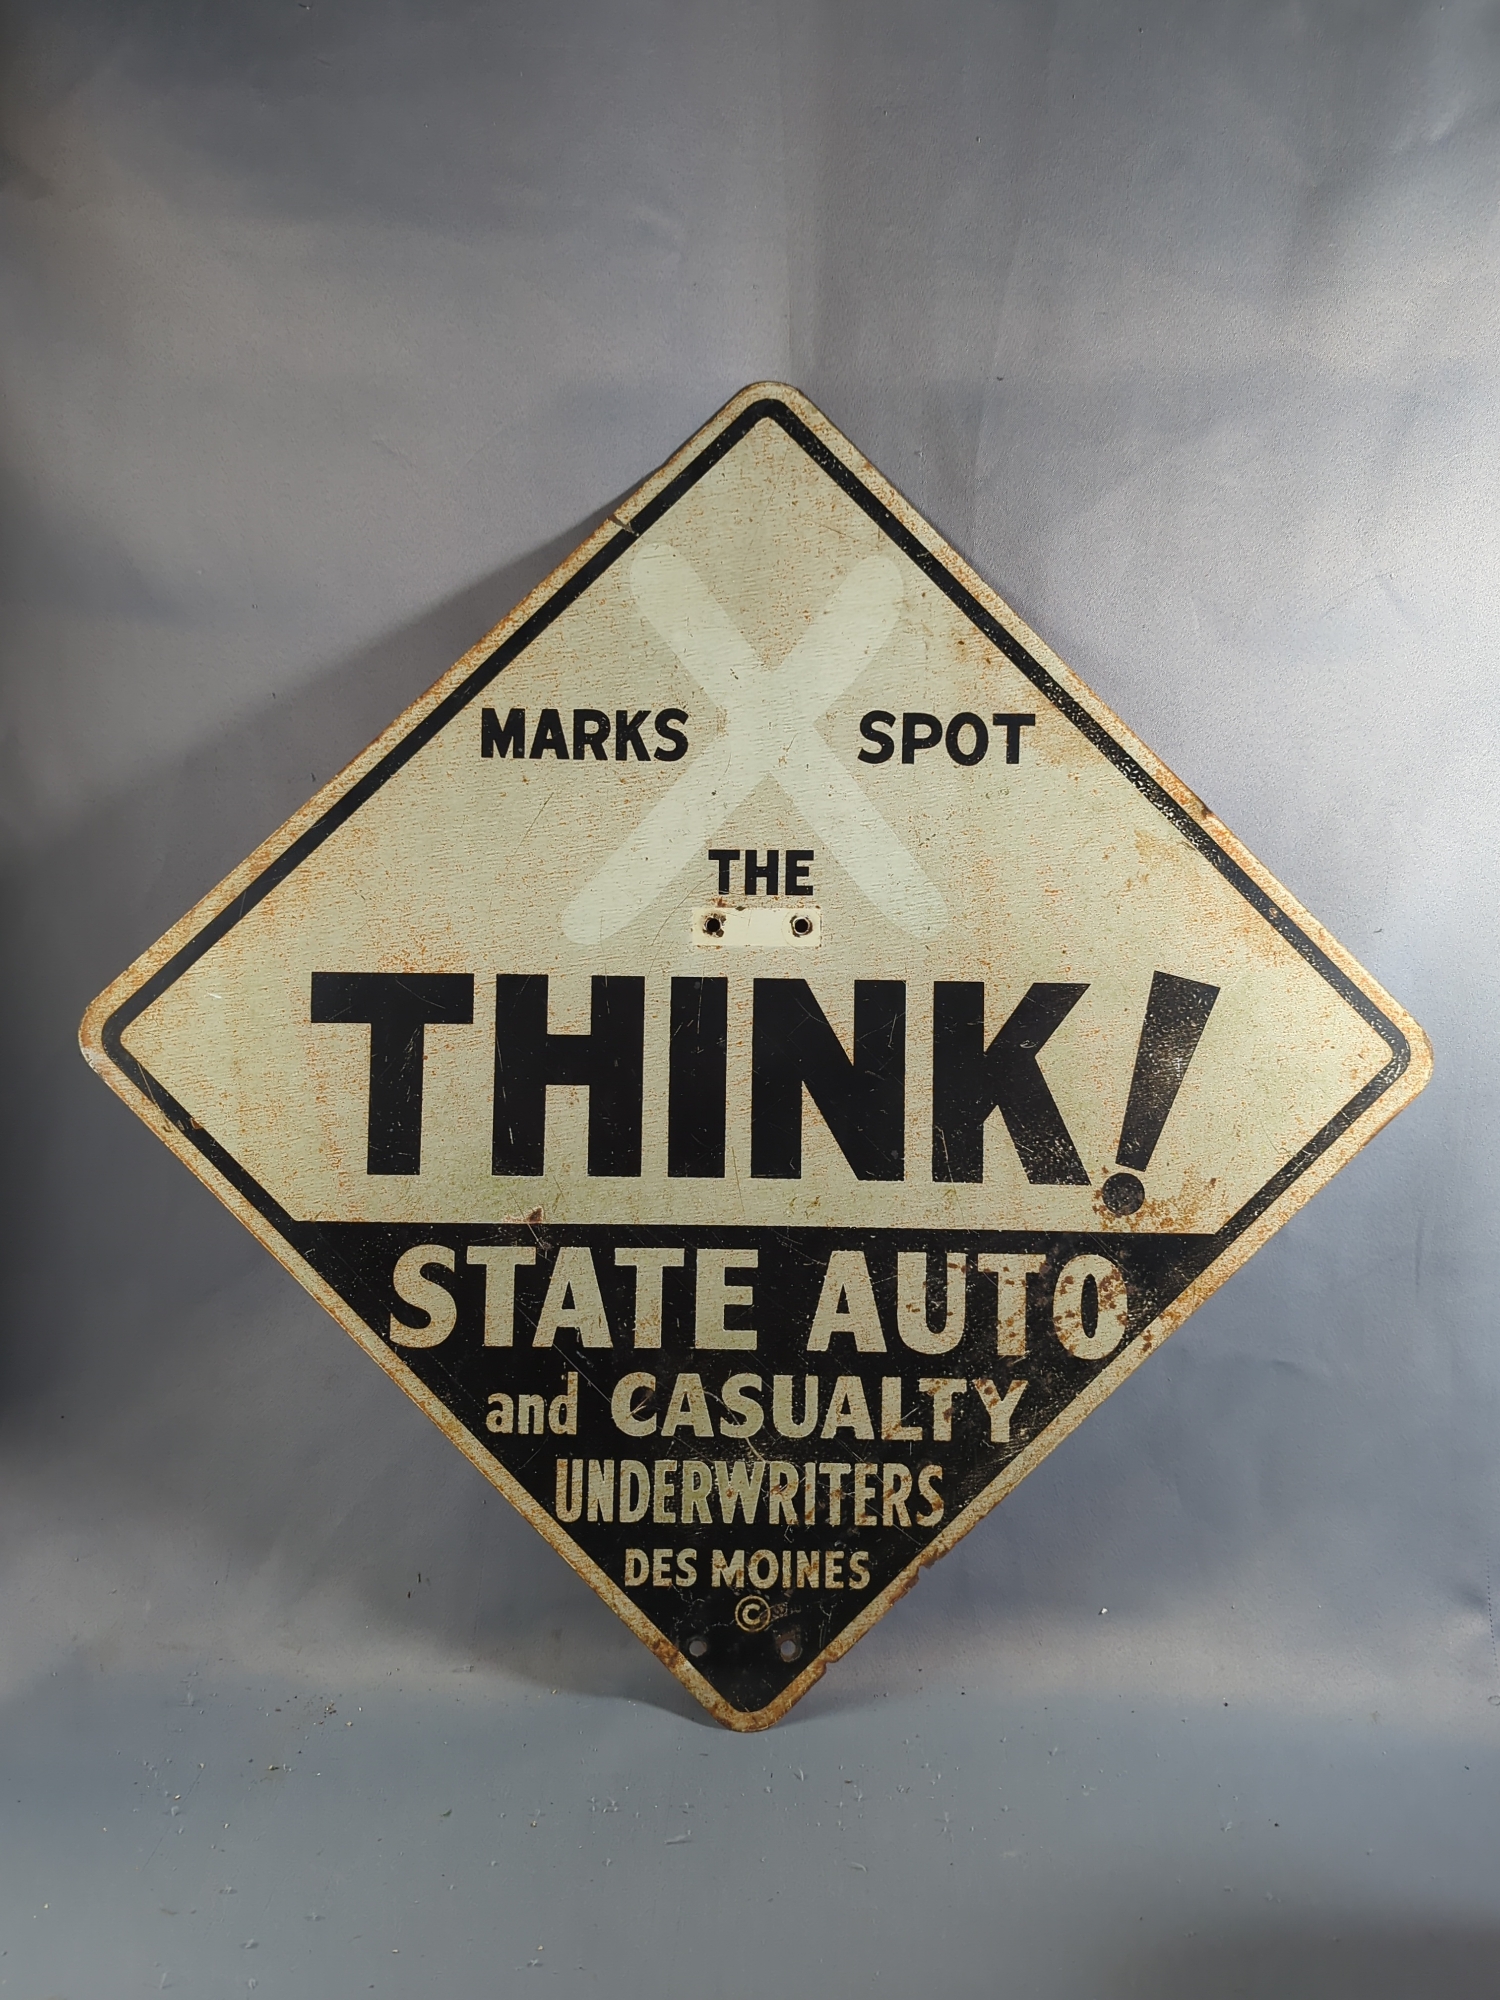 X
MARKS SPOT
THE
THINK!
STATE AUTO
and CASUALTY
UNDERWRITERS
DES MOINES
©